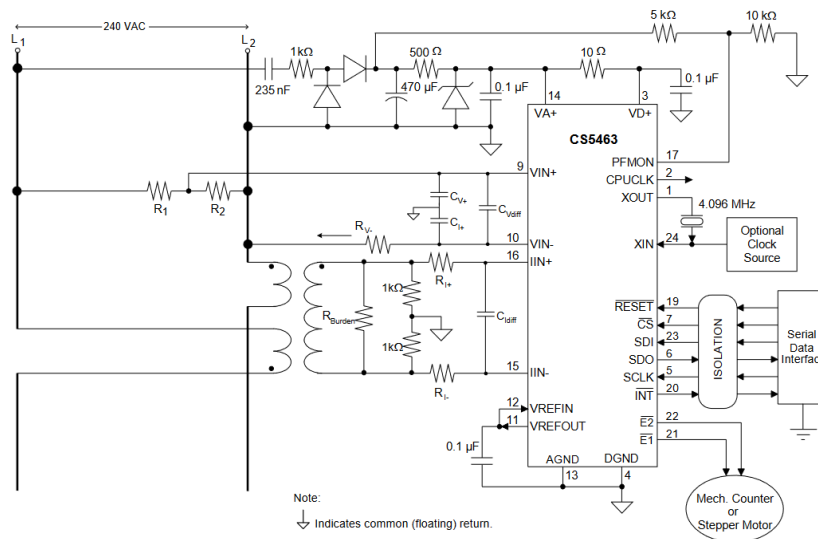 240 VAC
L1
L2
5 kΩ
10 kΩ
1kΩ
500 Ω
10 Ω
235 nF
470 µF
0.1 µF
0.1 µF
14
3
VA+
VD+
CS5463
9
VIN+
PFMON
17
CPUCLK
2
XOUT
1
4.096 MHz
CV+
CVdiff
CI+
R1
R2
RV-
10
VIN-
XIN
24
Optional
Clock
Source
16
IIN+
RI+
1kΩ
RBurden
CIdiff
1kΩ
15
IIN-
RI-
RESET
19
CS
7
SDI
23
SDO
6
SCLK
5
INT
20
ISOLATION
Serial
Data
Interface
12
VREFIN
11
VREFOUT
E2
22
E1
21
0.1 µF
AGND
DGND
13
4
Mech. Counter
or
Stepper Motor
Note:
Indicates common (floating) return.